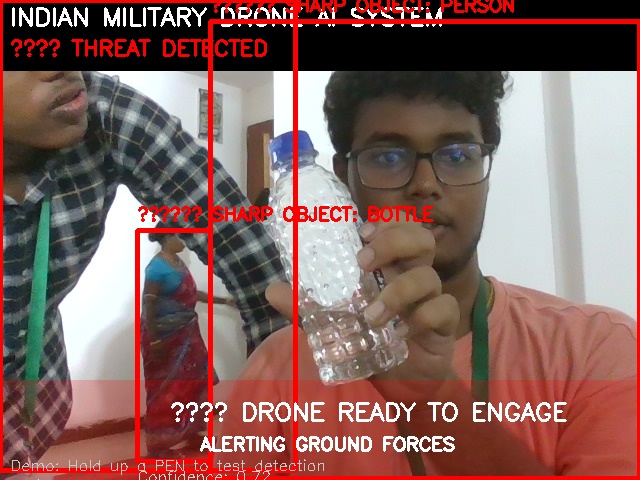 ?????? SHARP OBJECT: PERSON
INDIAN MILITARY DRONE AI SYSTEM
???? THREAT DETECTED
?????? SHARP OBJECT: BOTTLE
???? DRONE READY TO ENGAGE
ALERTING GROUND FORCES
Demo: Hold up a PEN to test detection
Confidence: 0.72